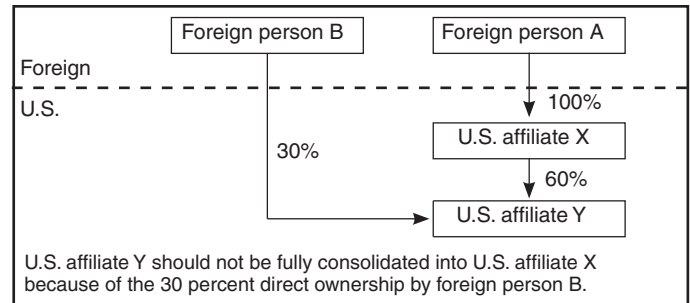 Foreign person B
Foreign person A
Foreign
U.S.
100%
U.S. affiliate X
30%
60%
U.S. affiliate Y
U.S. affiliate Y should not be fully consolidated into U.S. affiliate X
because of the 30 percent direct ownership by foreign person B.